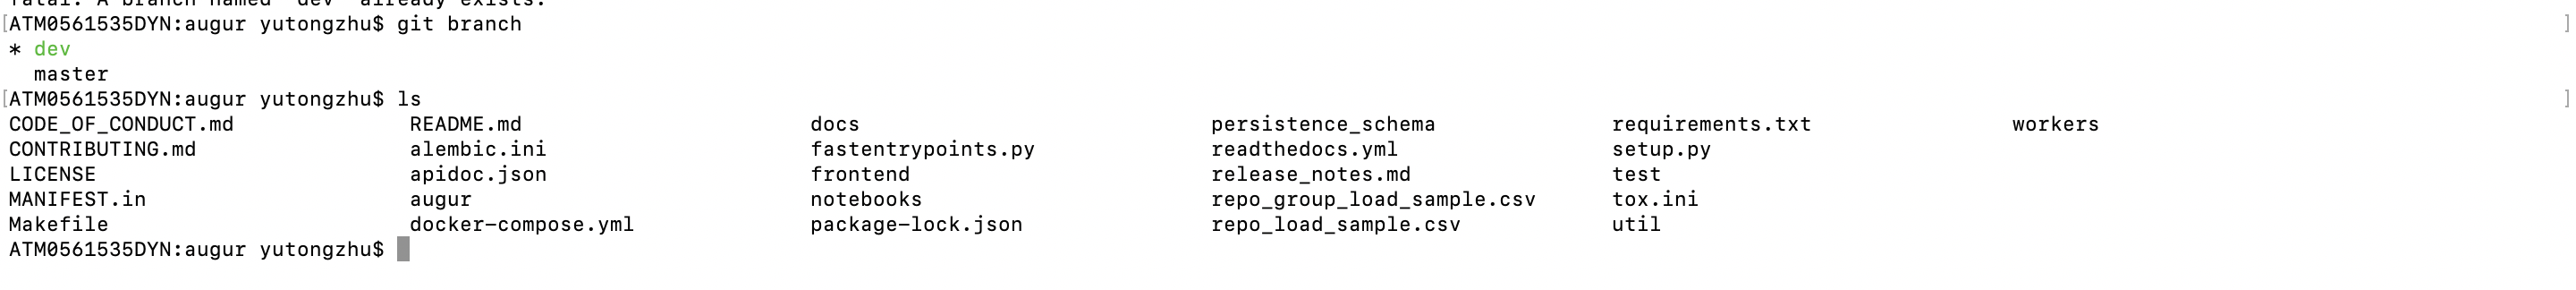 fatal: A branch named 'dev' already exists.
[ATM0561535DYN:augur yutongzhu$ git branch ]
* dev
  master
[ATM0561535DYN:augur yutongzhu$ ls ]
CODE_OF_CONDUCT.md README.md docs persistence_schema requirements.txt workers
CONTRIBUTING.md alembic.ini fastentrypoints.py readthedocs.yml setup.py
LICENSE apidoc.json frontend release_notes.md test
MANIFEST.in augur notebooks repo_group_load_sample.csv tox.ini
Makefile docker-compose.yml package-lock.json repo_load_sample.csv util
ATM0561535DYN:augur yutongzhu$